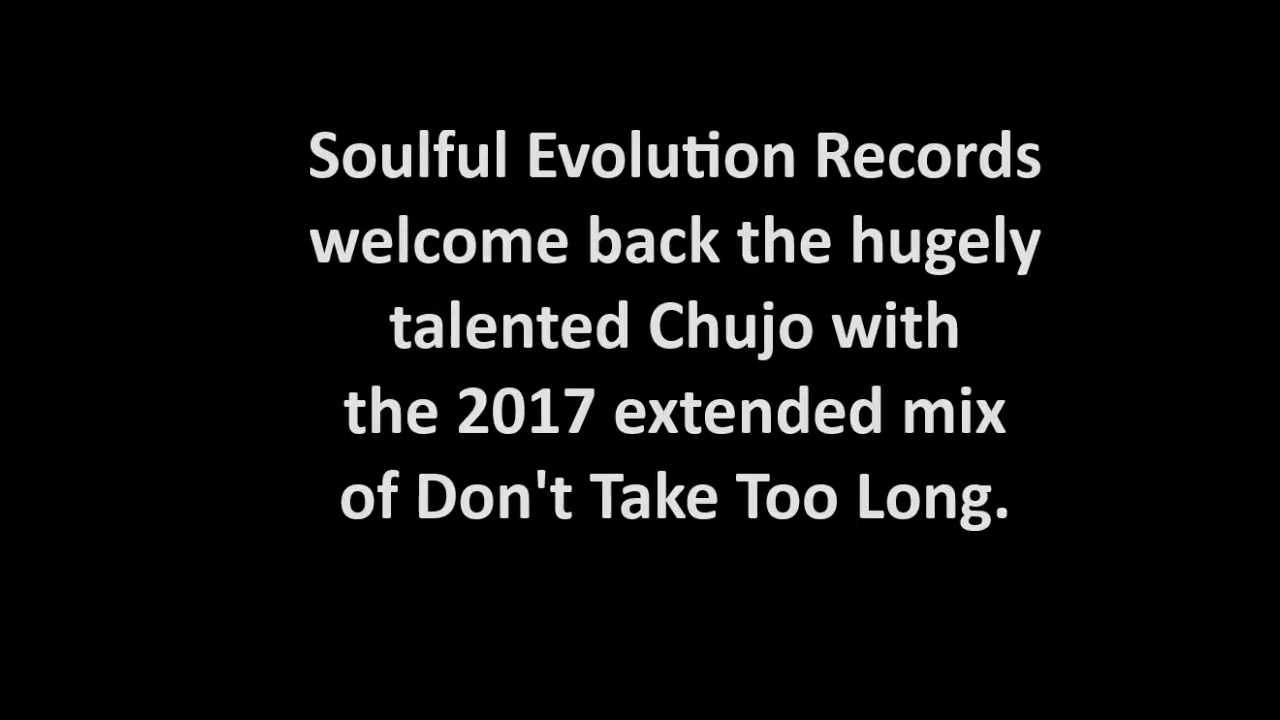 Soulful Evolution Records
welcome back the hugely
talented Chujo with
the 2017 extended mix
of Don't Take Too Long.